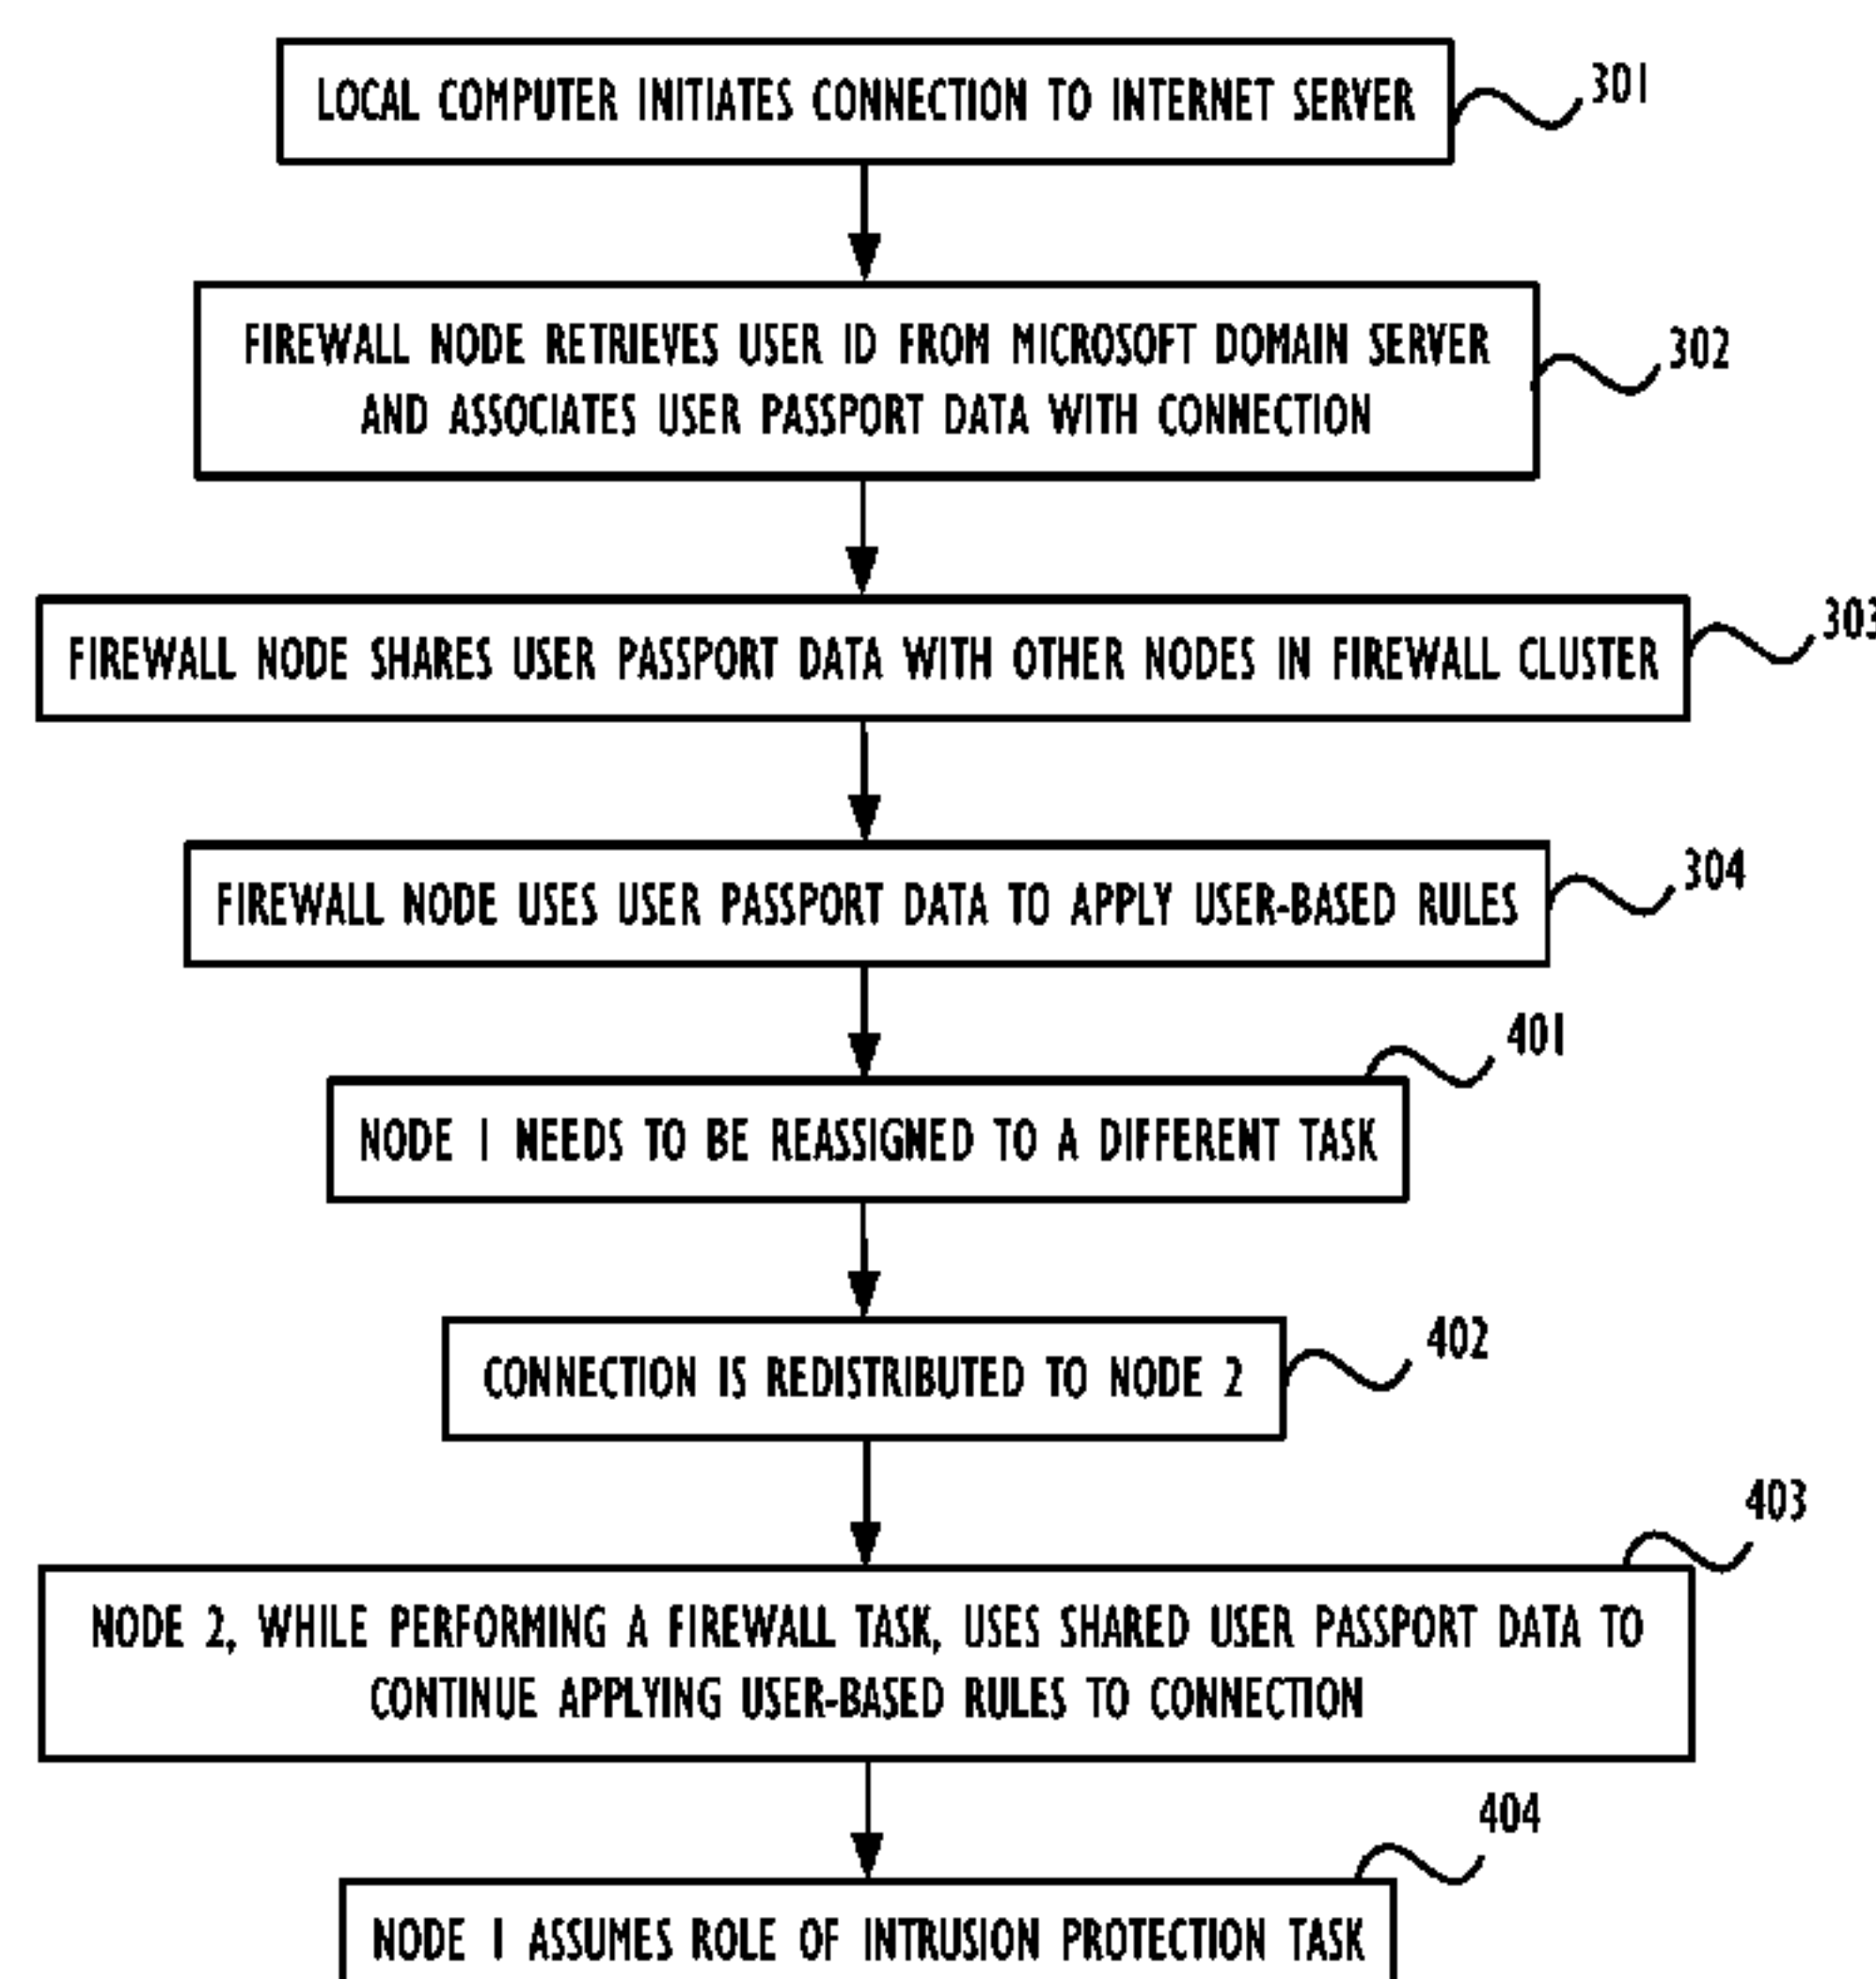 LOCAL COMPUTER INITIATES CONNECTION TO INTERNET SERVER
301
FIREWALL NODE RETRIEVES USER ID FROM MICROSOFT DOMAIN SERVER
AND ASSOCIATES USER PASSPORT DATA WITH CONNECTION
302
FIREWALL NODE SHARES USER PASSPORT DATA WITH OTHER NODES IN FIREWALL CLUSTER
303
FIREWALL NODE USES USER PASSPORT DATA TO APPLY USER-BASED RULES
304
401
NODE 1 NEEDS TO BE REASSIGNED TO A DIFFERENT TASK
CONNECTION IS REDISTRIBUTED TO NODE 2
402
403
NODE 2, WHILE PERFORMING A FIREWALL TASK, USES SHARED USER PASSPORT DATA TO
CONTINUE APPLYING USER-BASED RULES TO CONNECTION
404
NODE 1 ASSUMES ROLE OF INTRUSION PROTECTION TASK